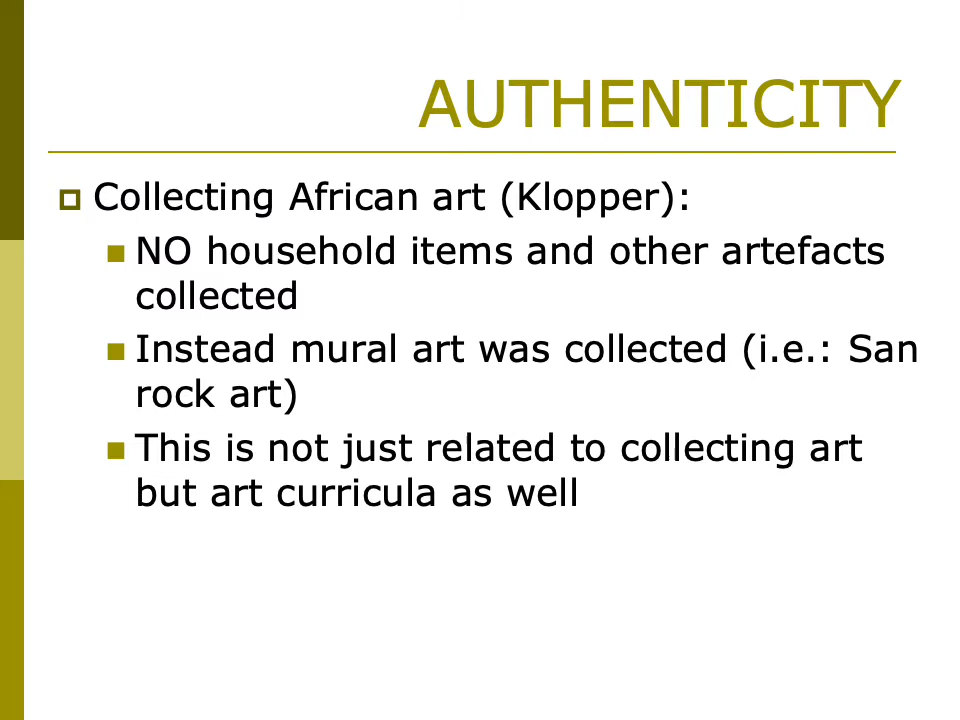 AUTHENTICITY
Collecting African art (Klopper):
NO household items and other artefacts
collected
Instead mural art was collected (i.e.: San
rock art)
This is not just related to collecting art
but art curricula as well